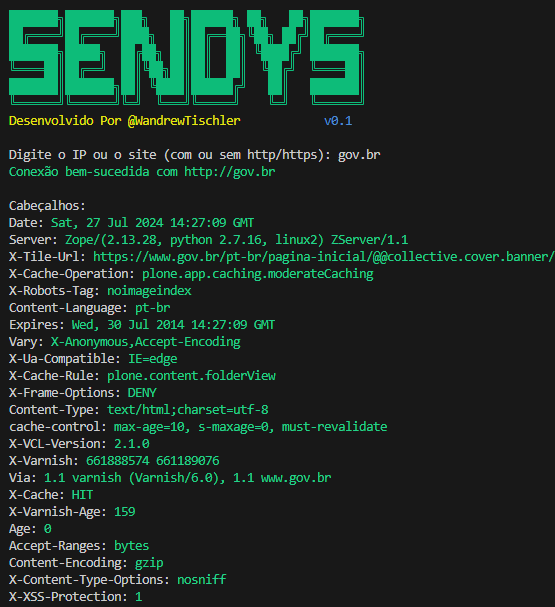 SENDYS
Desenvolvido Por @WandrewTischler v0.1
Digite o IP ou o site (com ou sem http/https): gov.br
Conexão bem-sucedida com http://gov.br
Cabeçalhos:
Date: Sat, 27 Jul 2024 14:27:09 GMT
Server: Zope/(2.13.28, python 2.7.16, linux2) ZServer/1.1
X-Tile-Url: https://www.gov.br/pt-br/pagina-inicial/@@collective.cover.banner/
X-Cache-Operation: plone.app.caching.moderateCaching
X-Robots-Tag: noimageindex
Content-Language: pt-br
Expires: Wed, 30 Jul 2014 14:27:09 GMT
Vary: X-Anonymous,Accept-Encoding
X-Ua-Compatible: IE=edge
X-Cache-Rule: plone.content.folderView
X-Frame-Options: DENY
Content-Type: text/html;charset=utf-8
cache-control: max-age=10, s-maxage=0, must-revalidate
X-VCL-Version: 2.1.0
X-Varnish: 661888574 661189076
Via: 1.1 varnish (Varnish/6.0), 1.1 www.gov.br
X-Cache: HIT
X-Varnish-Age: 159
Age: 0
Accept-Ranges: bytes
Content-Encoding: gzip
X-Content-Type-Options: nosniff
X-XSS-Protection: 1